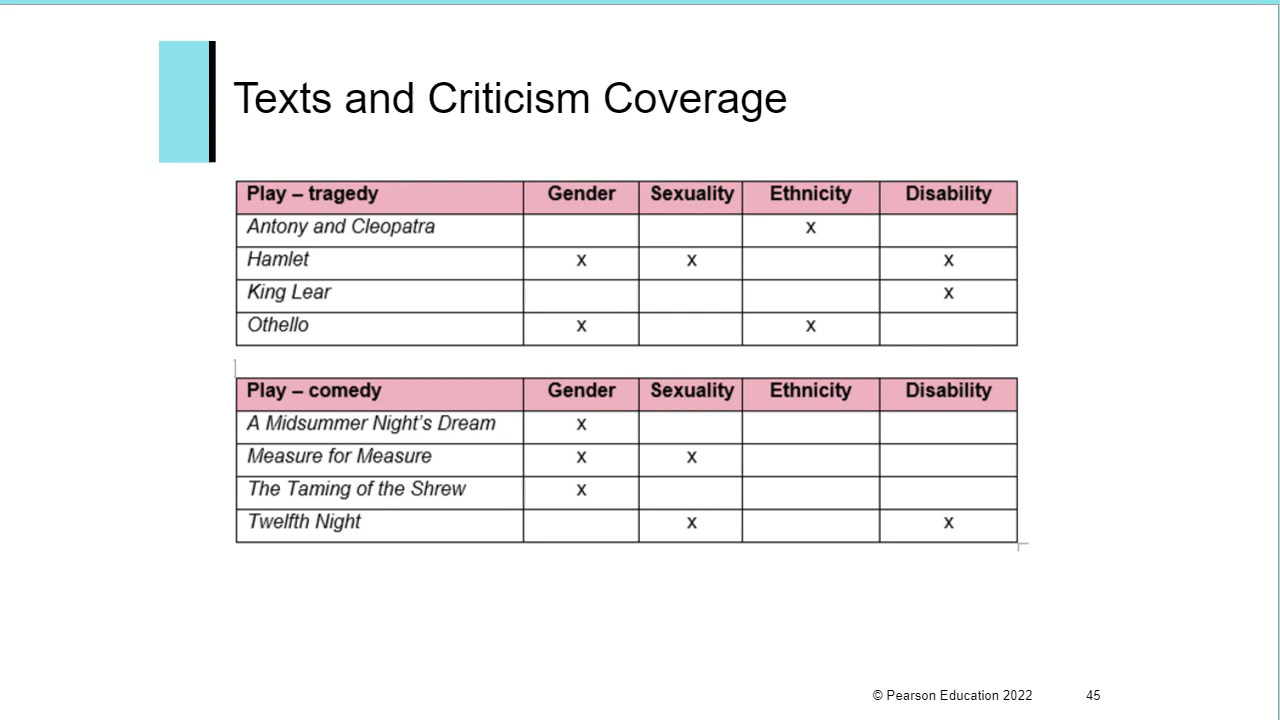 Texts and Criticism Coverage
Play – tragedy Gender Sexuality Ethnicity Disability
Antony and Cleopatra x
Hamlet x x x
King Lear x
Othello x x
Play – comedy Gender Sexuality Ethnicity Disability
A Midsummer Night's Dream x
Measure for Measure x x
The Taming of the Shrew x
Twelfth Night x x
© Pearson Education 2022 45